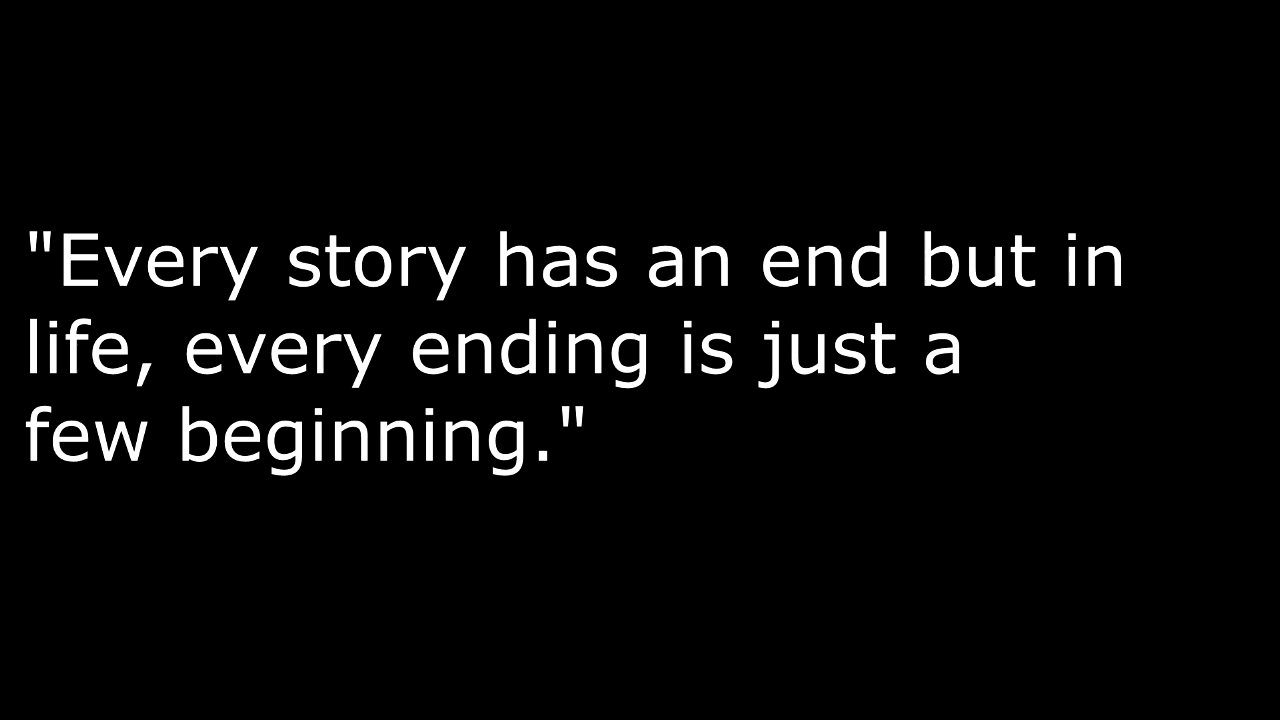 "Every story has an end but in
life, every ending is just a
few beginning."